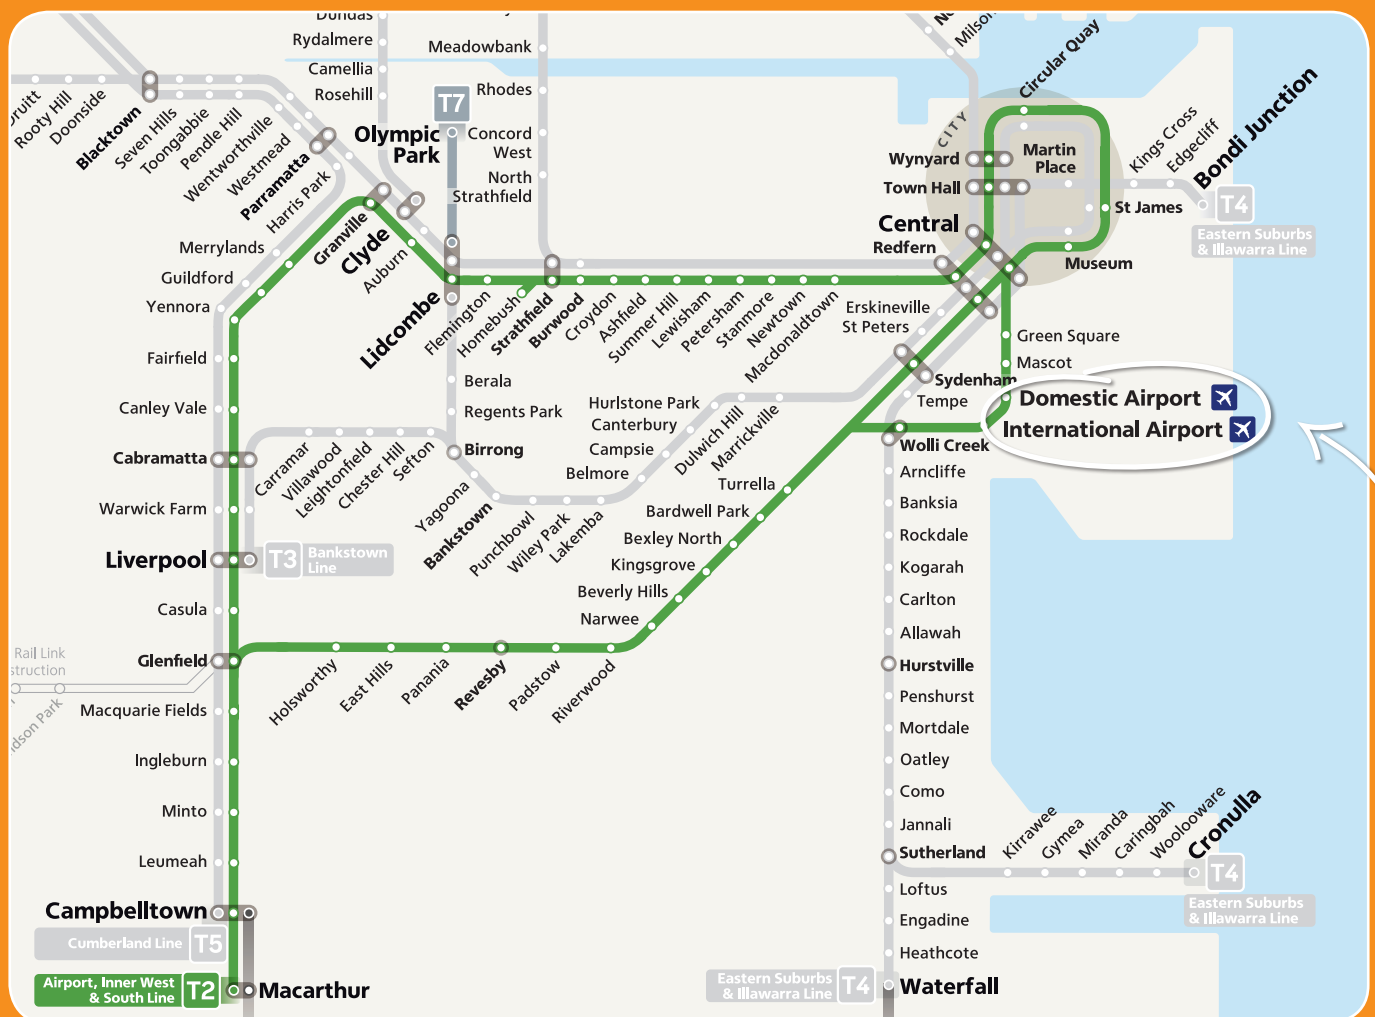 Dundas
Rydalmere
Camellia
Rosehill
Meadowbank
Rhodes
Concord
West
North
Strathfield
T7
Olympic
Park
Rooty Hill
Doonside
Blacktown
Seven Hills
Toongabbie
Pendle Hill
Wentworthville
Westmead
Parramatta
Harris Park
Merrylands
Guildford
Yennora
Fairfield
Canley Vale
Cabramatta
Warwick Farm
Liverpool
Casula
Glenfield
Rail Link
Macquarie Fields
Ingleburn
Minto
Leumeah
Campbelltown
Cumberland Line
T5
Airport, Inner West
& South Line
T2
Macarthur
Granville
Clyde
Auburn
Lidcombe
Flemington
Homebush
Strathfield
Burwood
Croydon
Ashfield
Summer Hill
Lewisham
Petersham
Stanmore
Newtown
Macdonaldtown
Berala
Regents Park
Birrong
Carramar
Villawood
Leightonfield
Chester Hill
Sefton
T3
Bankstown
Line
Yagoona
Bankstown
Punchbowl
Wiley Park
Lakemba
Belmore
Campsie
Canterbury
Hurlstone Park
Dulwich Hill
Marrickville
Turrella
Bardwell Park
Bexley North
Kingsgrove
Beverly Hills
Narwee
Holsworthy
East Hills
Panania
Revesby
Padstow
Riverwood
CITY
Circular Quay
Wynyard
Martin
Place
Town Hall
Central
Redfern
St James
Museum
Kings Cross
Edgecliff
Bondi Junction
T4
Eastern Suburbs
& Illawarra Line
Erskineville
St Peters
Green Square
Mascot
Sydenham
Tempe
Domestic Airport
International Airport
Wolli Creek
Arncliffe
Banksia
Rockdale
Kogarah
Carlton
Allawah
Hurstville
Penshurst
Mortdale
Oatley
Como
Jannali
Sutherland
Kirrawee
Gymea
Miranda
Caringbah
Woolooware
Cronulla
T4
Eastern Suburbs
& Illawarra Line
Loftus
Engadine
Heathcote
Eastern Suburbs
& Illawarra Line
T4
Waterfall